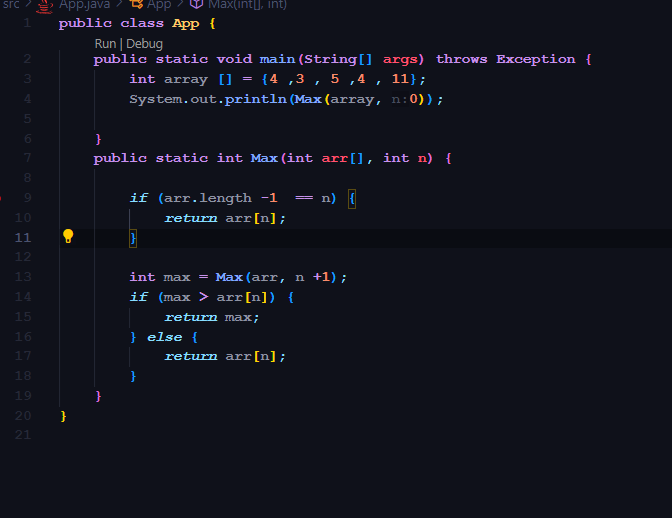 src > App.java > App > Max(int[], int)
1 public class App {
Run | Debug
2 public static void main(String[] args) throws Exception {
3 int array [] = {4 ,3 , 5 ,4 , 11};
4 System.out.println(Max(array, n:0));
5
6 }
7 public static int Max(int arr[], int n) {
8
9 if (arr.length -1  == n) {
10 return arr[n];
11 }
12
13 int max = Max(arr, n +1);
14 if (max > arr[n]) {
15 return max;
16 } else {
17 return arr[n];
18 }
19 }
20 }
21